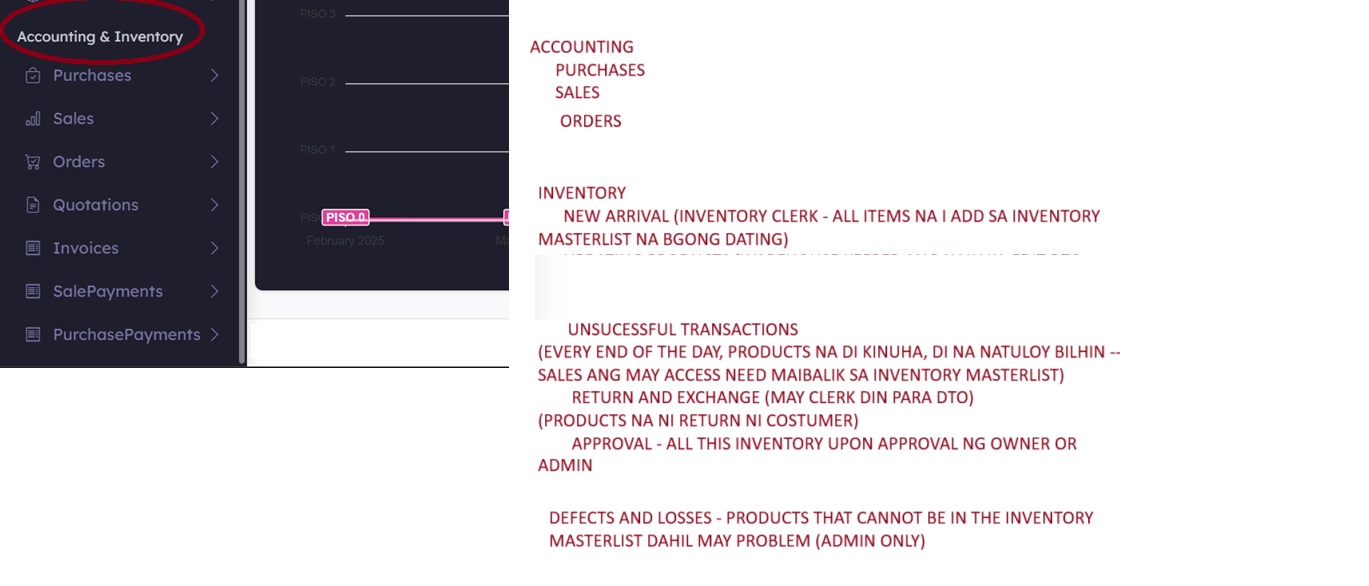 Accounting & Inventory
Purchases
Sales
Orders
Quotations
Invoices
SalePayments
PurchasePayments
PISO 3
PISO 2
PISO 1
PISO 0
February 2025
ACCOUNTING
PURCHASES
SALES
ORDERS
INVENTORY
NEW ARRIVAL (INVENTORY CLERK - ALL ITEMS NA I ADD SA INVENTORY
MASTERLIST NA BGONG DATING)
UNSUCESSFUL TRANSACTIONS
(EVERY END OF THE DAY, PRODUCTS NA DI KINUHA, DI NA NATULOY BILHIN --
SALES ANG MAY ACCESS NEED MAIBALIK SA INVENTORY MASTERLIST)
RETURN AND EXCHANGE (MAY CLERK DIN PARA DTO)
(PRODUCTS NA NI RETURN NI COSTUMER)
APPROVAL - ALL THIS INVENTORY UPON APPROVAL NG OWNER OR
ADMIN
DEFECTS AND LOSSES - PRODUCTS THAT CANNOT BE IN THE INVENTORY
MASTERLIST DAHIL MAY PROBLEM (ADMIN ONLY)